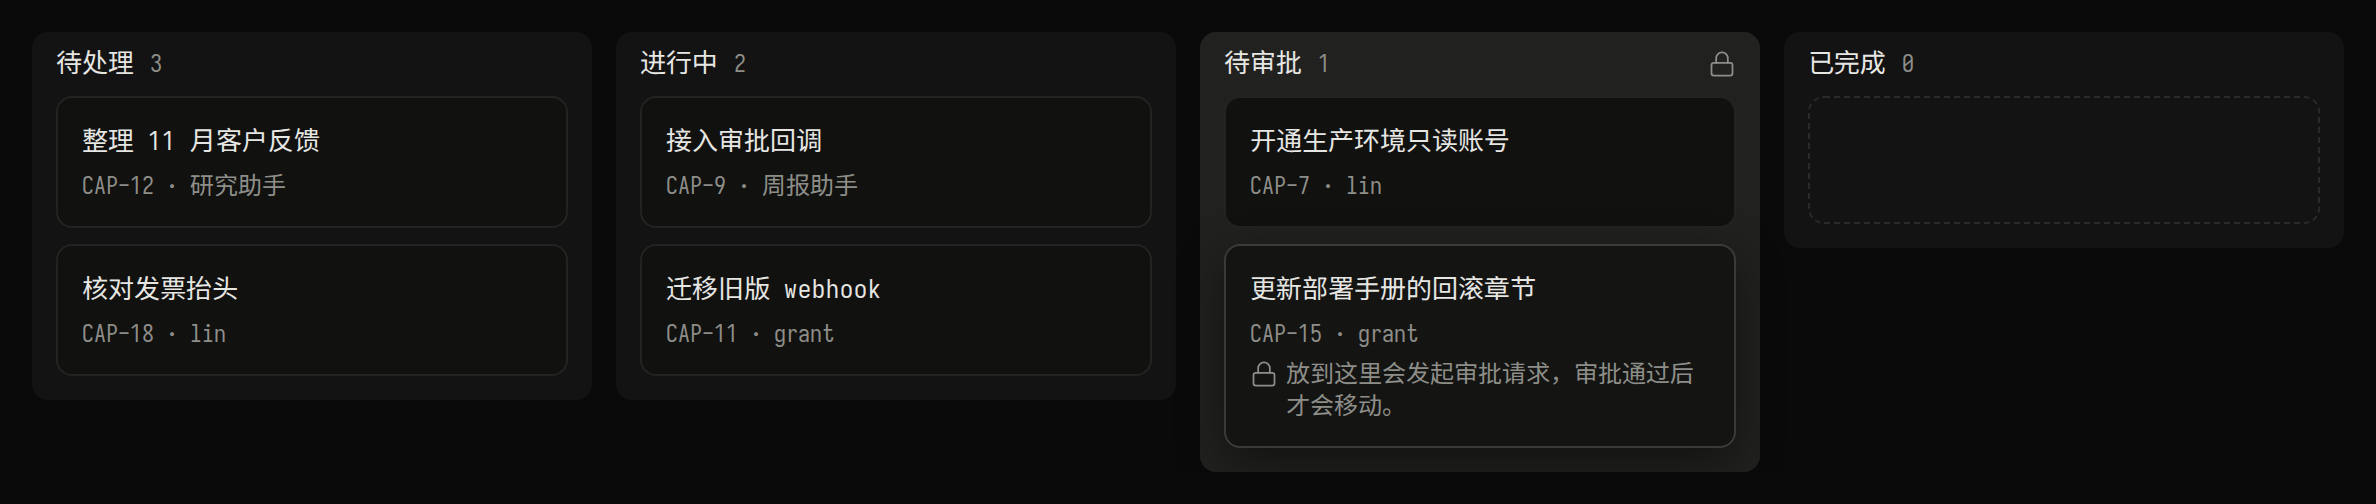 待处理 3
整理 11 月客户反馈
CAP-12 · 研究助手
核对发票抬头
CAP-18 · lin
进行中 2
接入审批回调
CAP-9 · 周报助手
迁移旧版 webhook
CAP-11 · grant
待审批 1
开通生产环境只读账号
CAP-7 · lin
更新部署手册的回滚章节
CAP-15 · grant
放到这里会发起审批请求，审批通过后
才会移动。
已完成 0